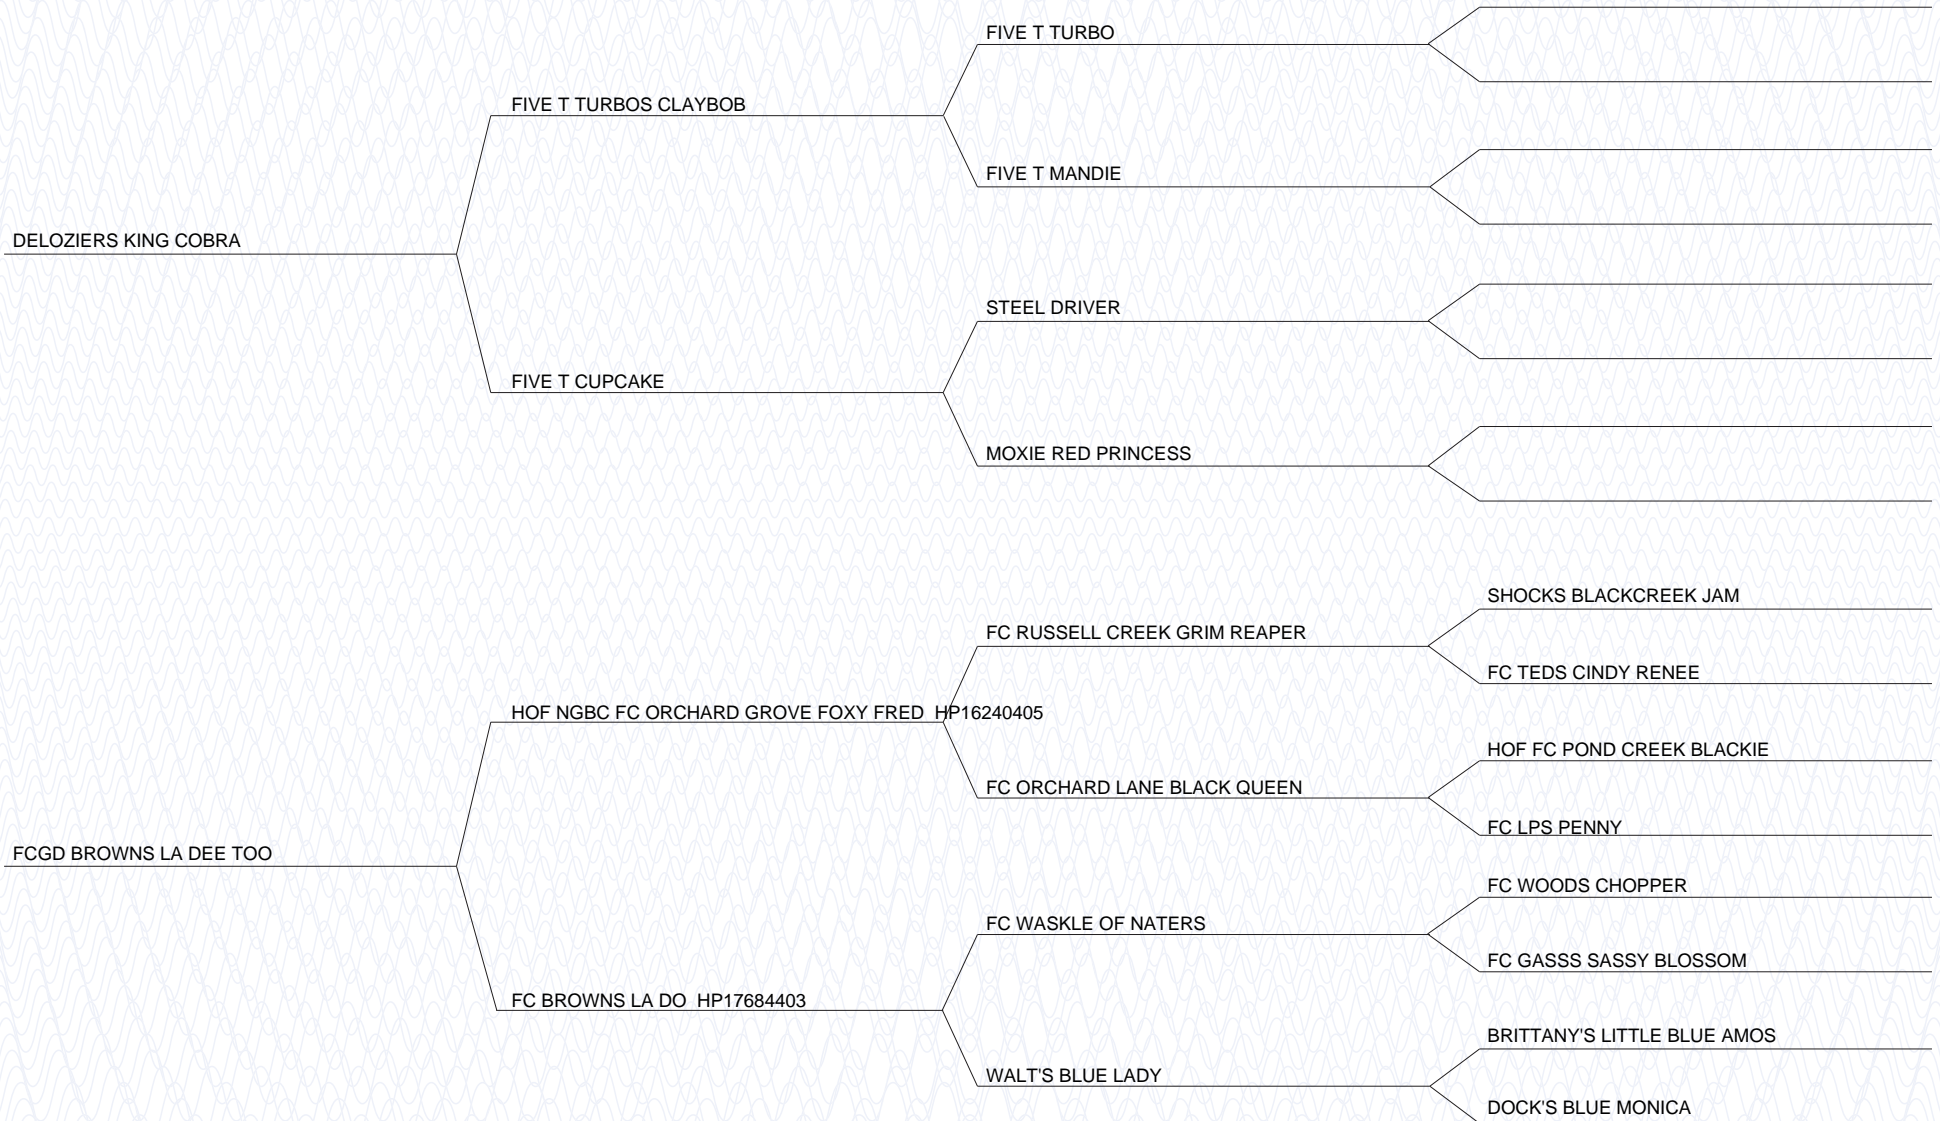 FIVE T TURBO
FIVE T TURBOS CLAYBOB
FIVE T MANDIE
DELOZIERS KING COBRA
STEEL DRIVER
FIVE T CUPCAKE
MOXIE RED PRINCESS
SHOCKS BLACKCREEK JAM
FC RUSSELL CREEK GRIM REAPER
FC TEDS CINDY RENEE
HOF NGBC FC ORCHARD GROVE FOXY FRED  HP16240405
HOF FC POND CREEK BLACKIE
FC ORCHARD LANE BLACK QUEEN
FC LPS PENNY
FCGD BROWNS LA DEE TOO
FC WOODS CHOPPER
FC WASKLE OF NATERS
FC GASSS SASSY BLOSSOM
FC BROWNS LA DO  HP17684403
BRITTANY'S LITTLE BLUE AMOS
WALT'S BLUE LADY
DOCK'S BLUE MONICA